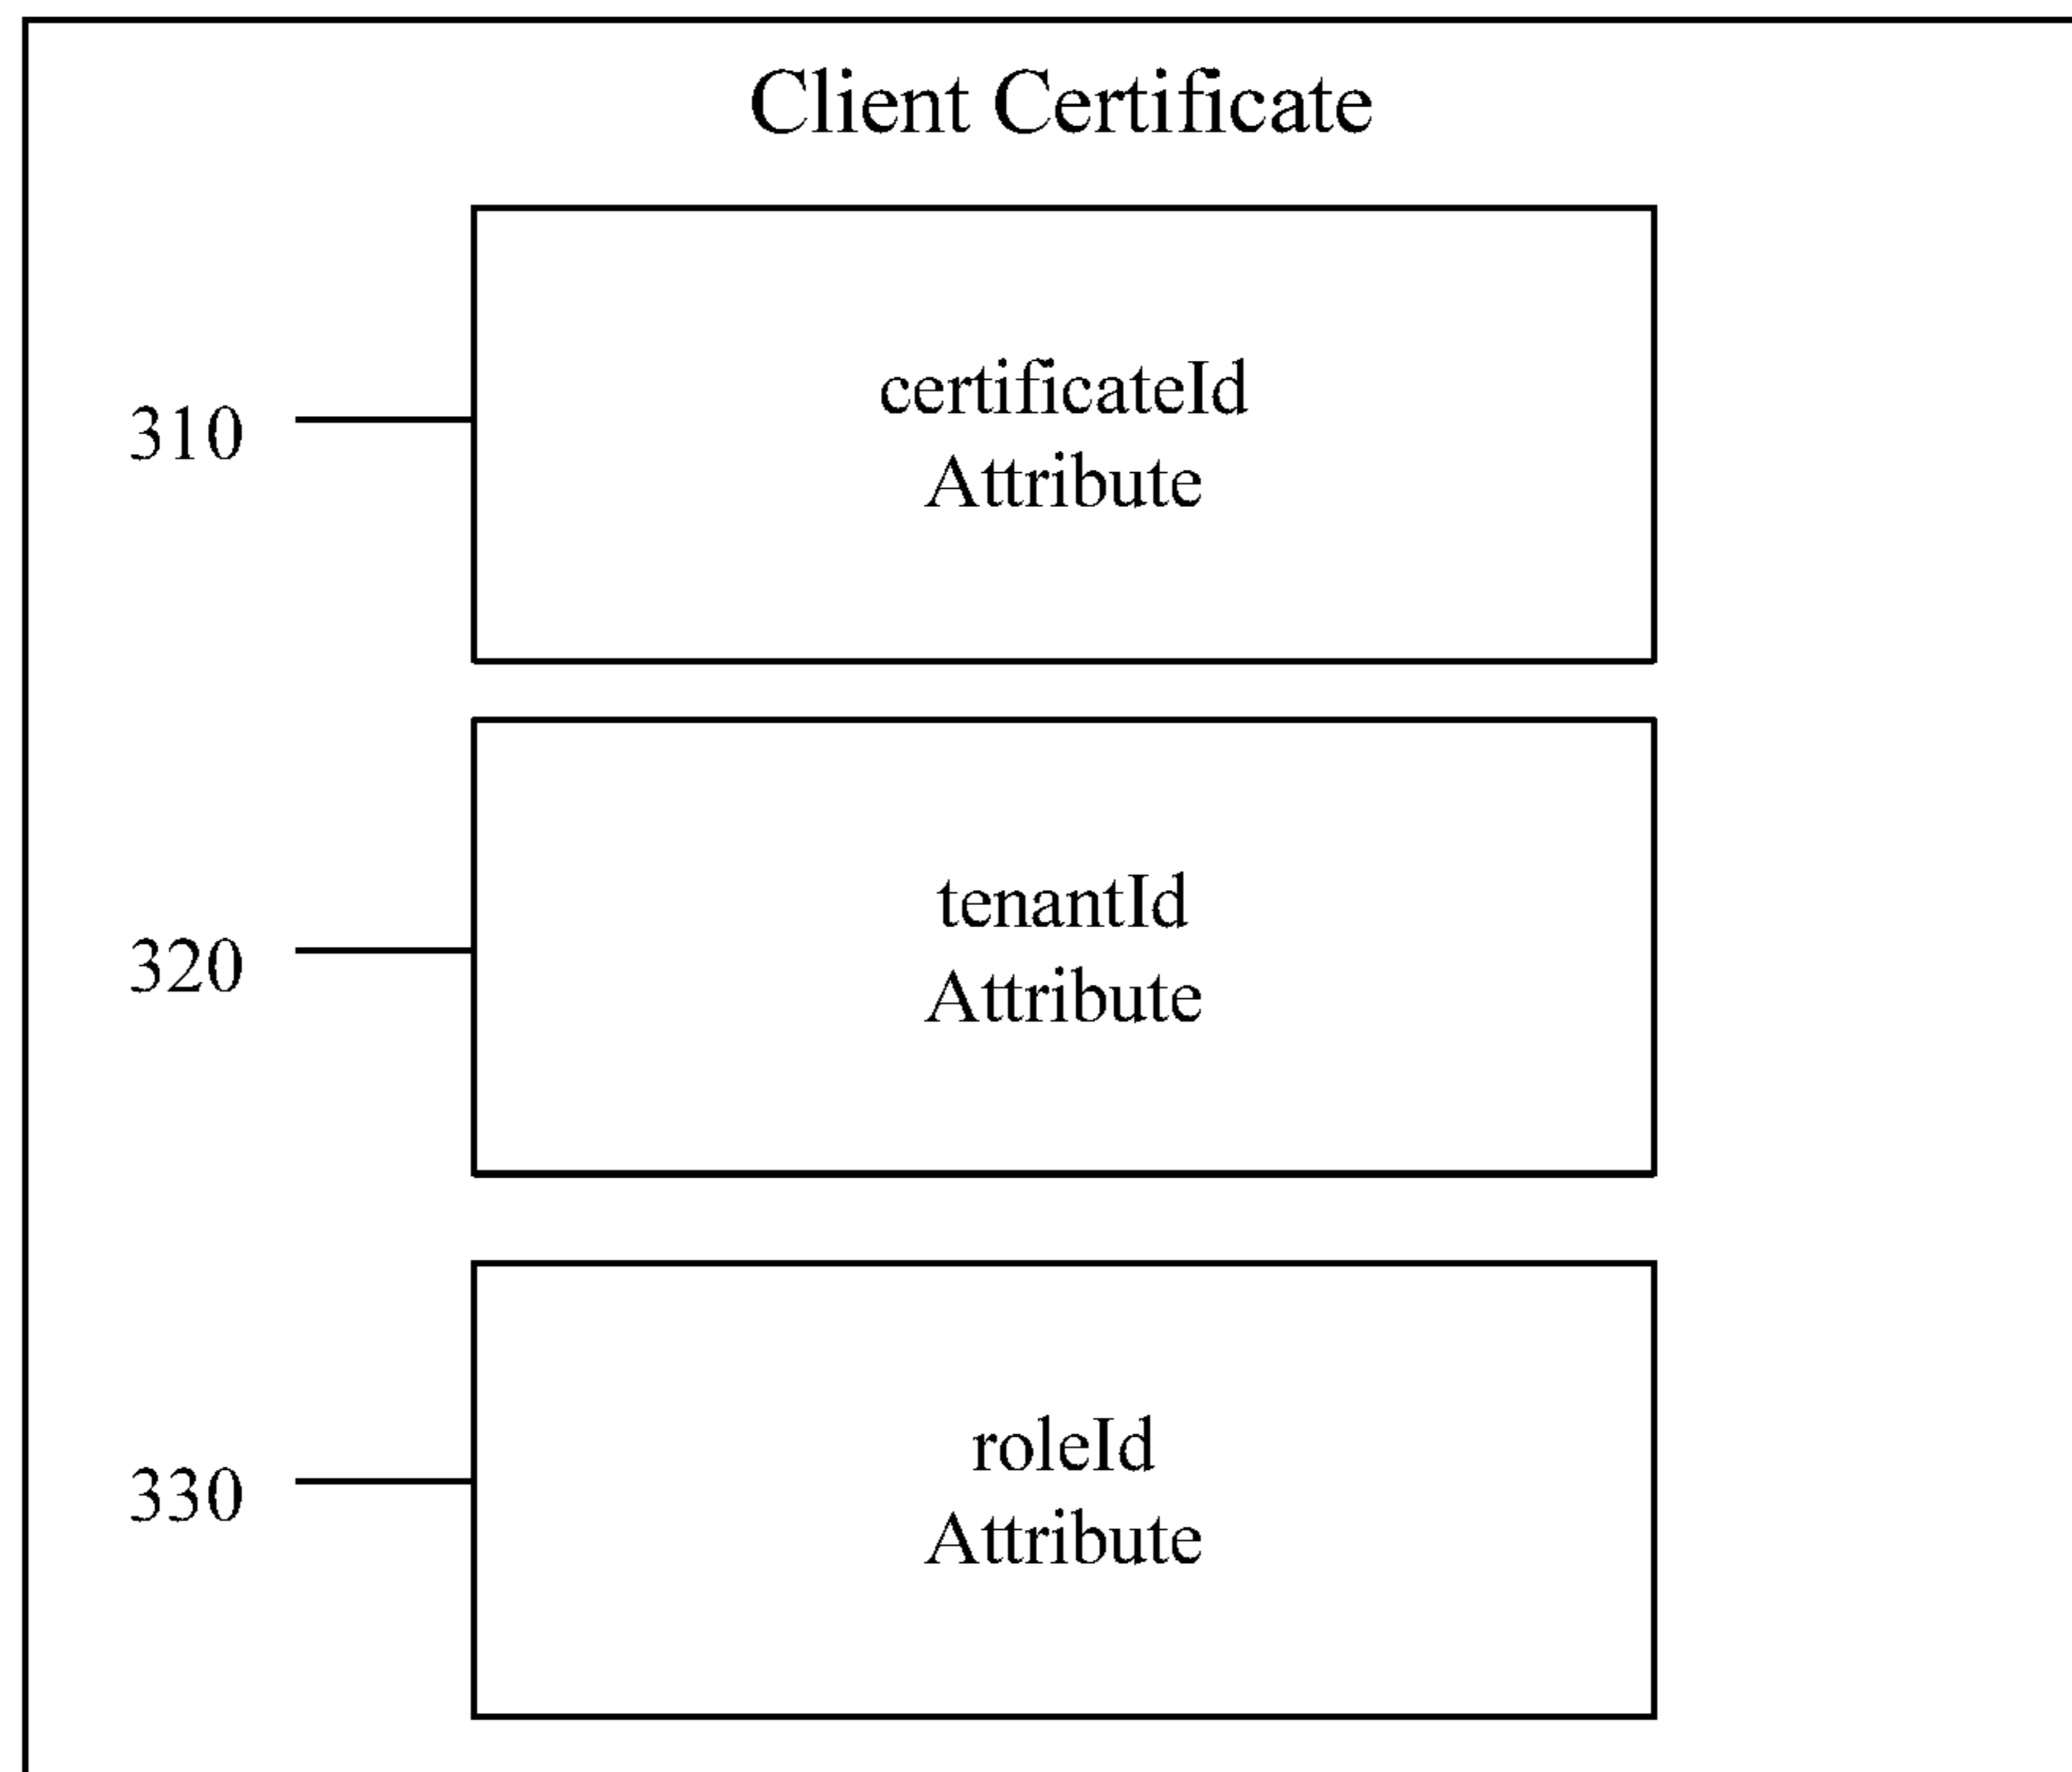 Client Certificate
310
certificateId
Attribute
320
tenantId
Attribute
330
roleId
Attribute